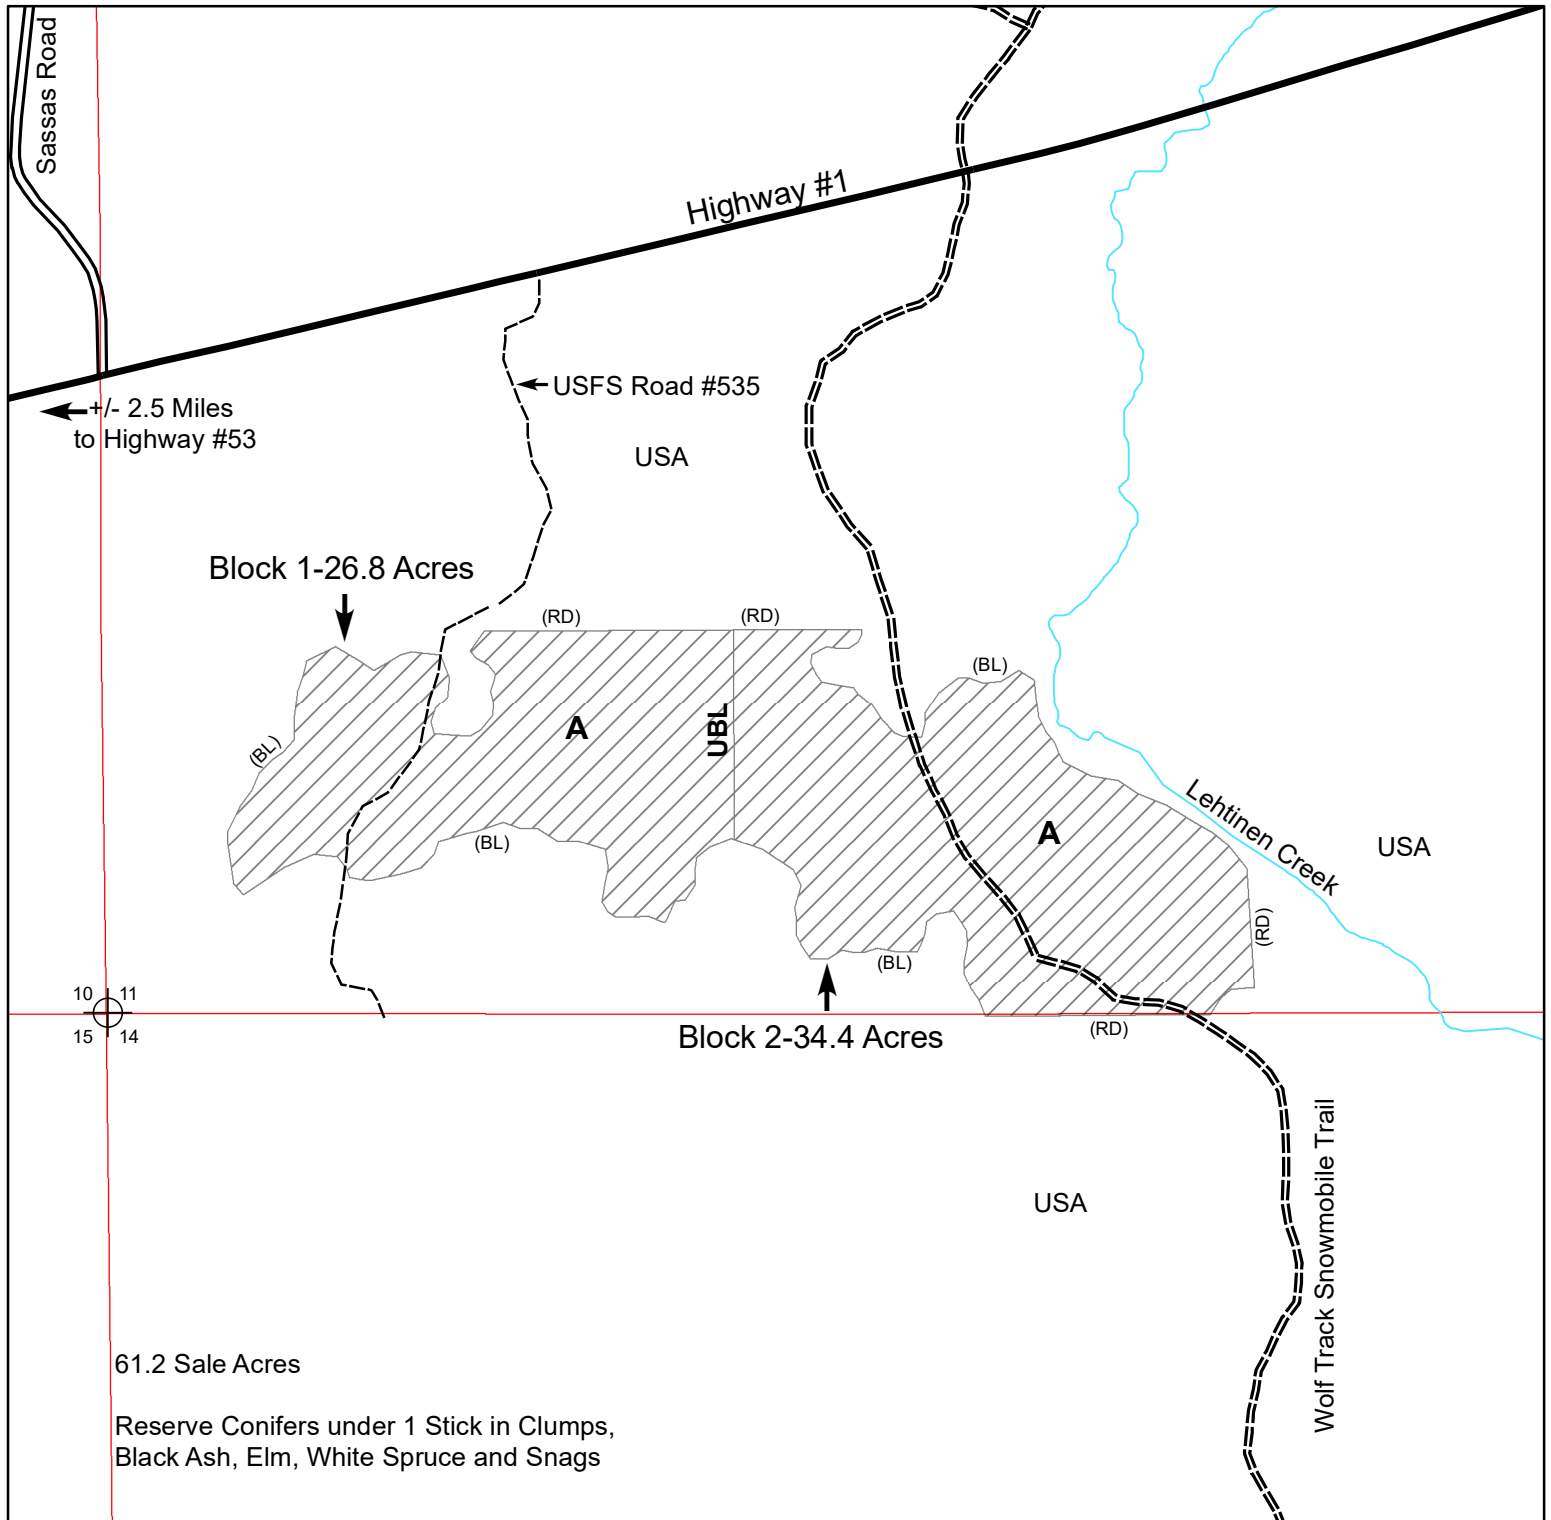 Sassas Road
Highway #1
+/- 2.5 Miles
to Highway #53
USFS Road #535
USA
Block 1-26.8 Acres
(RD)
(RD)
(BL)
(BL)
A
UBL
A
(BL)
(BL)
Lehtinen Creek
USA
(RD)
10
11
15
14
Block 2-34.4 Acres
(RD)
USA
Wolf Track Snowmobile Trail
61.2 Sale Acres
Reserve Conifers under 1 Stick in Clumps,
Black Ash, Elm, White Spruce and Snags